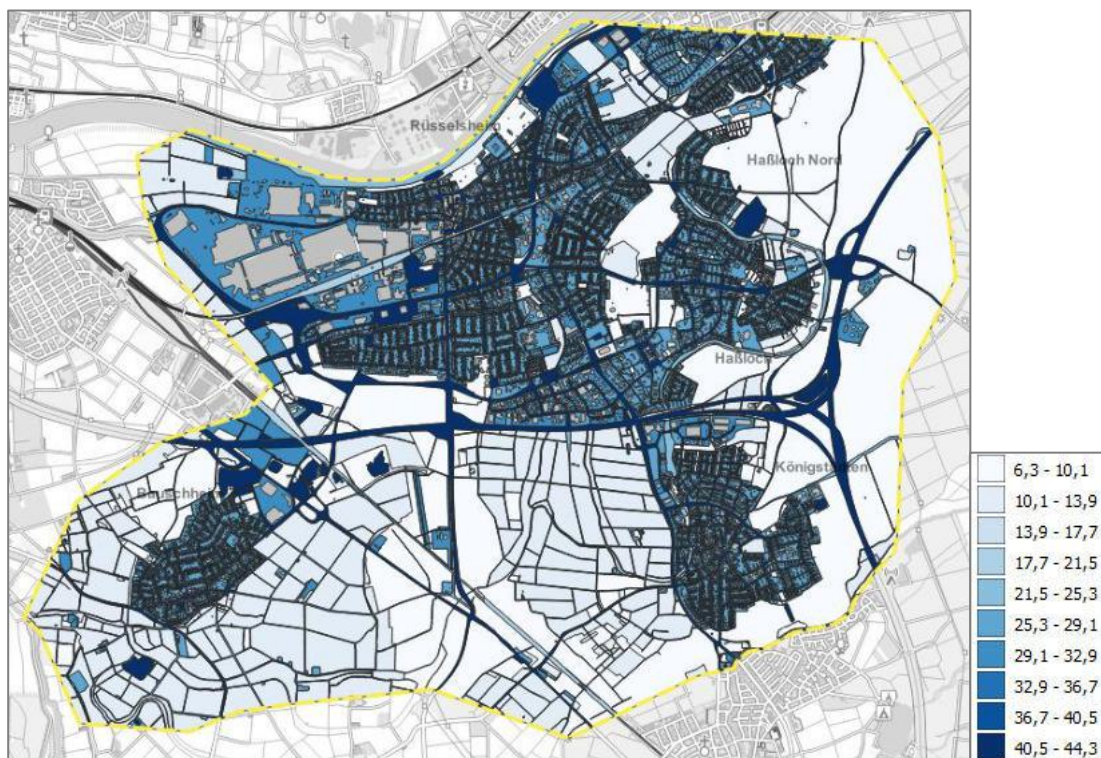 Rüsselsheim
Haßloch Nord
Haßloch
Königstädten
Bauschheim
6,3 - 10,1
10,1 - 13,9
13,9 - 17,7
17,7 - 21,5
21,5 - 25,3
25,3 - 29,1
29,1 - 32,9
32,9 - 36,7
36,7 - 40,5
40,5 - 44,3